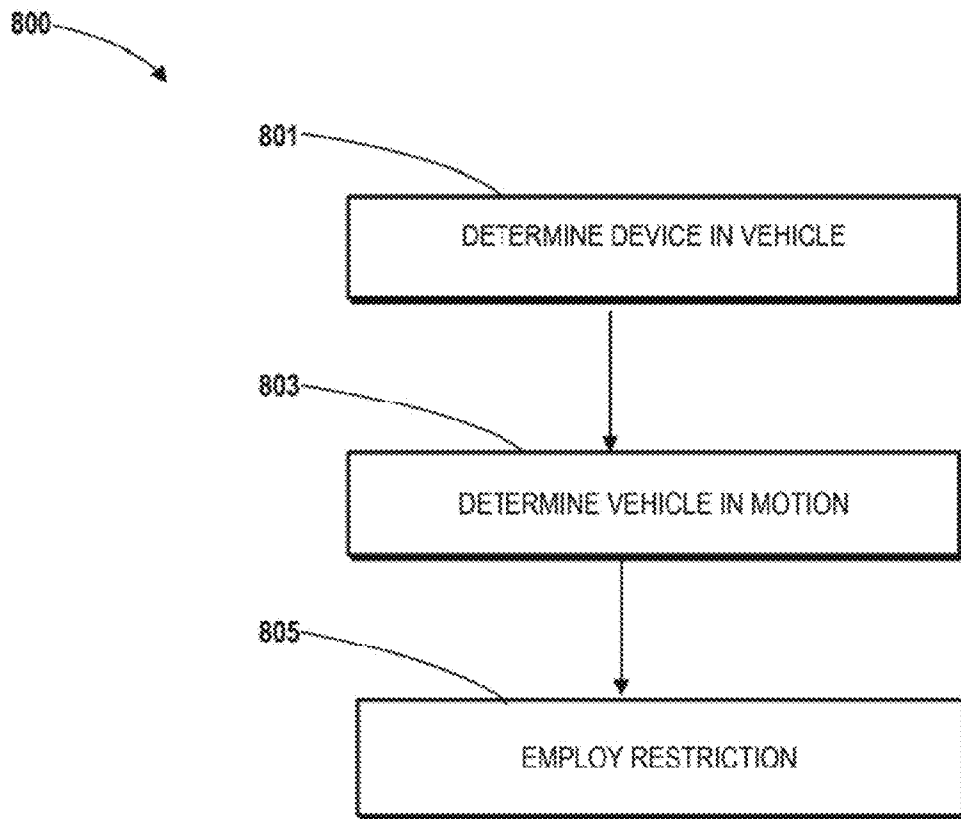 800
801
DETERMINE DEVICE IN VEHICLE
803
DETERMINE VEHICLE IN MOTION
805
EMPLOY RESTRICTION